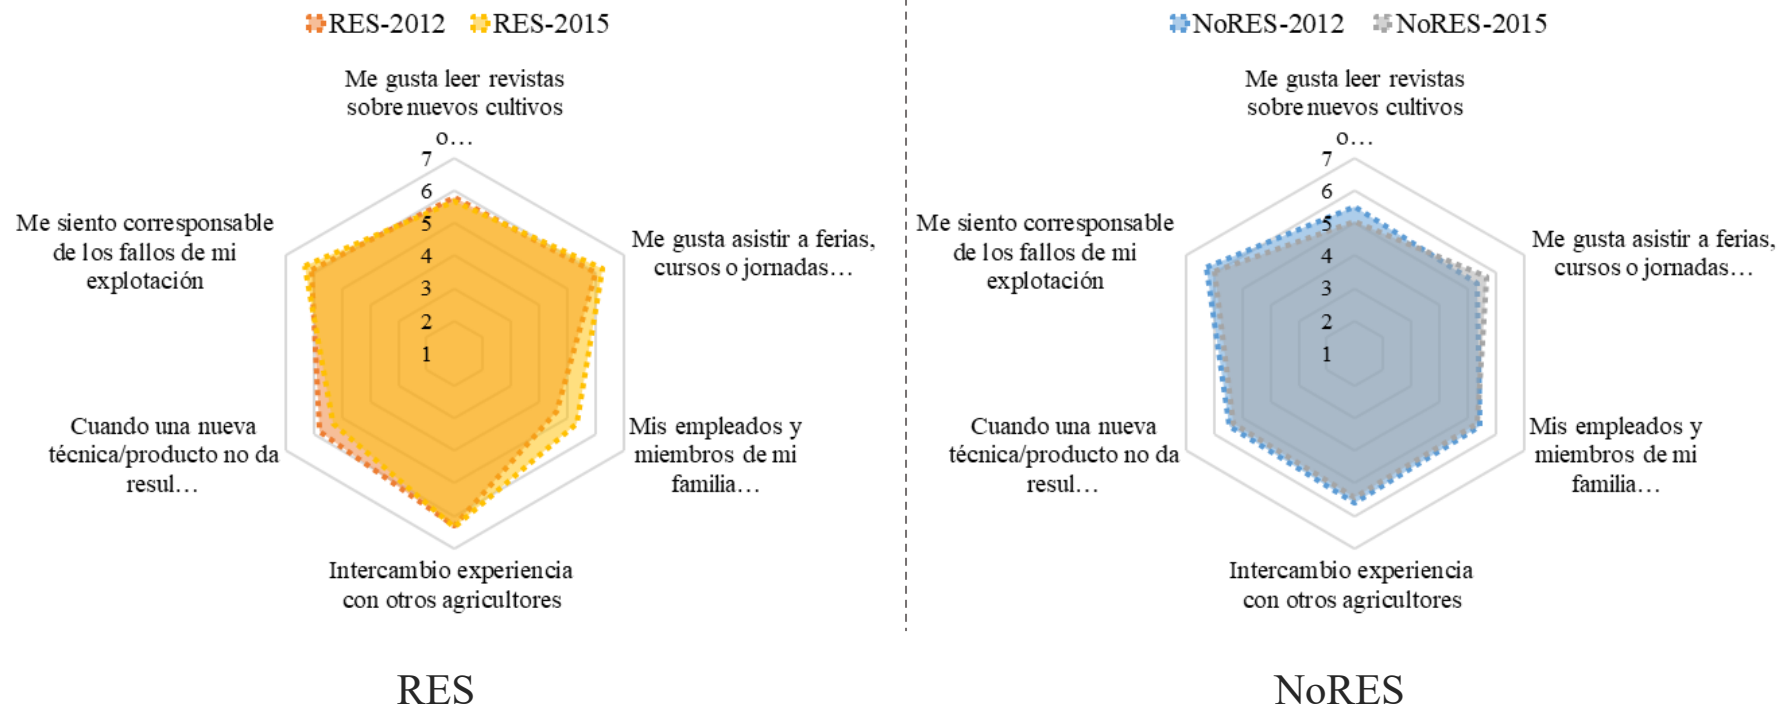 RES-2012 RES-2015
Me gusta leer revistas
sobre nuevos cultivos
o…
7
6
5
4
3
2
1
Me gusta asistir a ferias,
cursos o jornadas…
Mis empleados y
miembros de mi
familia…
Intercambio experiencia
con otros agricultores
Cuando una nueva
técnica/producto no da
resul…
Me siento corresponsable
de los fallos de mi
explotación
RES
NoRES-2012 NoRES-2015
Me gusta leer revistas
sobre nuevos cultivos
o…
7
6
5
4
3
2
1
Me gusta asistir a ferias,
cursos o jornadas…
Mis empleados y
miembros de mi
familia…
Intercambio experiencia
con otros agricultores
Cuando una nueva
técnica/producto no da
resul…
Me siento corresponsable
de los fallos de mi
explotación
NoRES